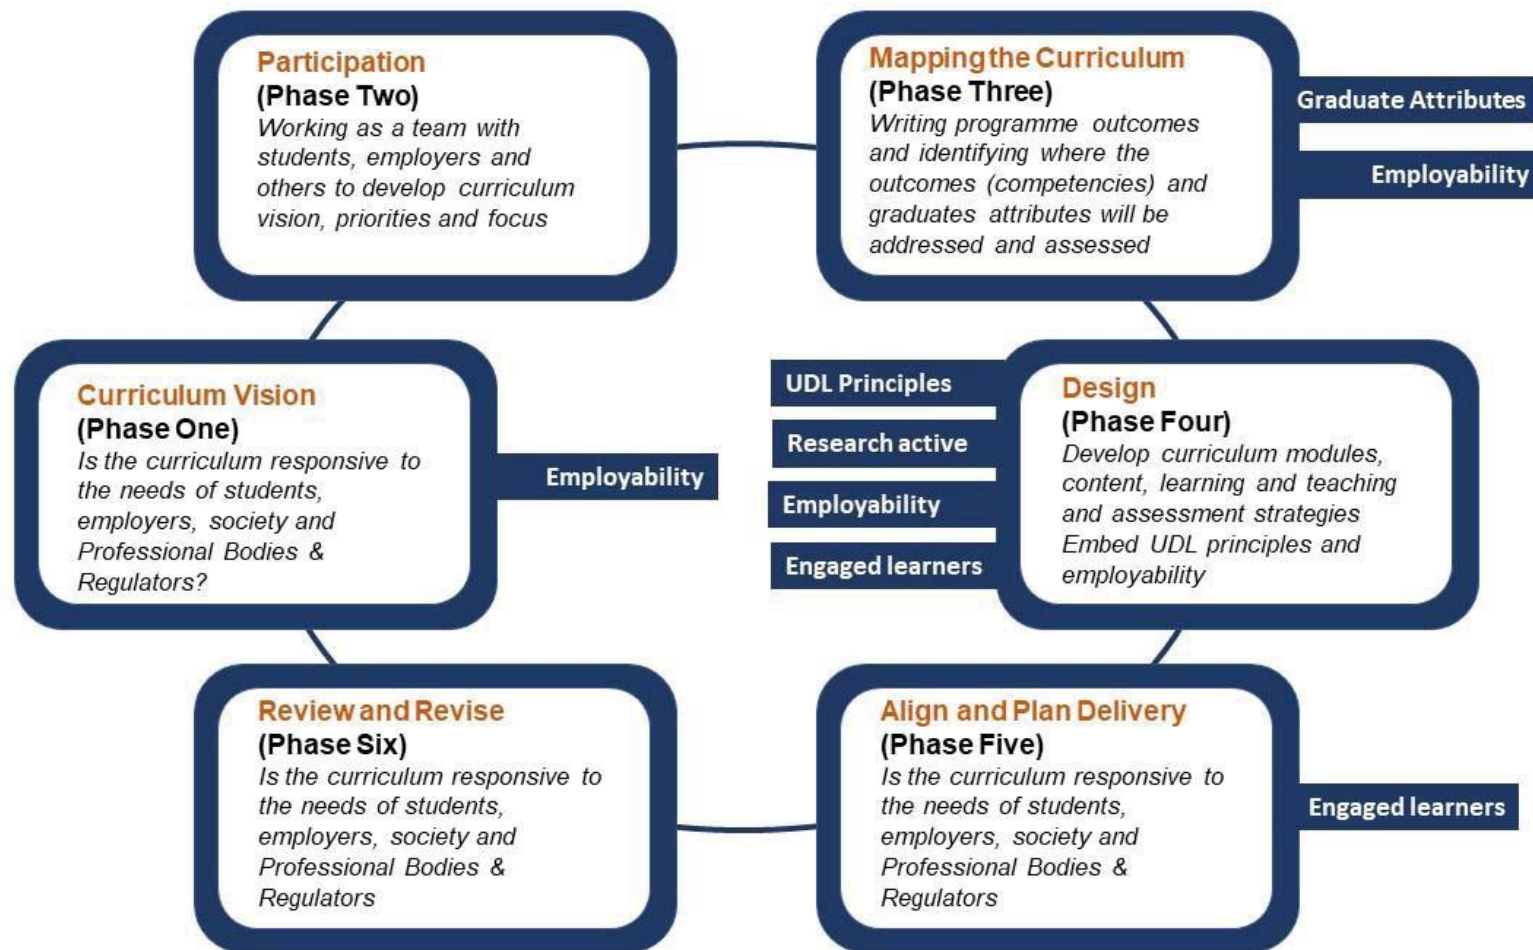 Participation
(Phase Two)
Working as a team with
students, employers and
others to develop curriculum
vision, priorities and focus
Mapping the Curriculum
(Phase Three)
Writing programme outcomes
and identifying where the
outcomes (competencies) and
graduates attributes will be
addressed and assessed
Graduate Attributes
Employability
Curriculum Vision
(Phase One)
Is the curriculum responsive to
the needs of students,
employers, society and
Professional Bodies &
Regulators?
Employability
UDL Principles
Research active
Employability
Engaged learners
Design
(Phase Four)
Develop curriculum modules,
content, learning and teaching
and assessment strategies
Embed UDL principles and
employability
Review and Revise
(Phase Six)
Is the curriculum responsive to
the needs of students,
employers, society and
Professional Bodies &
Regulators
Align and Plan Delivery
(Phase Five)
Is the curriculum responsive to
the needs of students,
employers, society and
Professional Bodies &
Regulators
Engaged learners